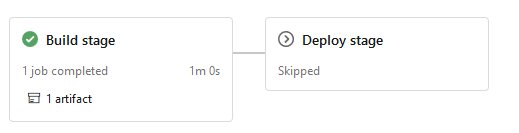 Build stage
1 job completed 1m 0s
1 artifact
Deploy stage
Skipped